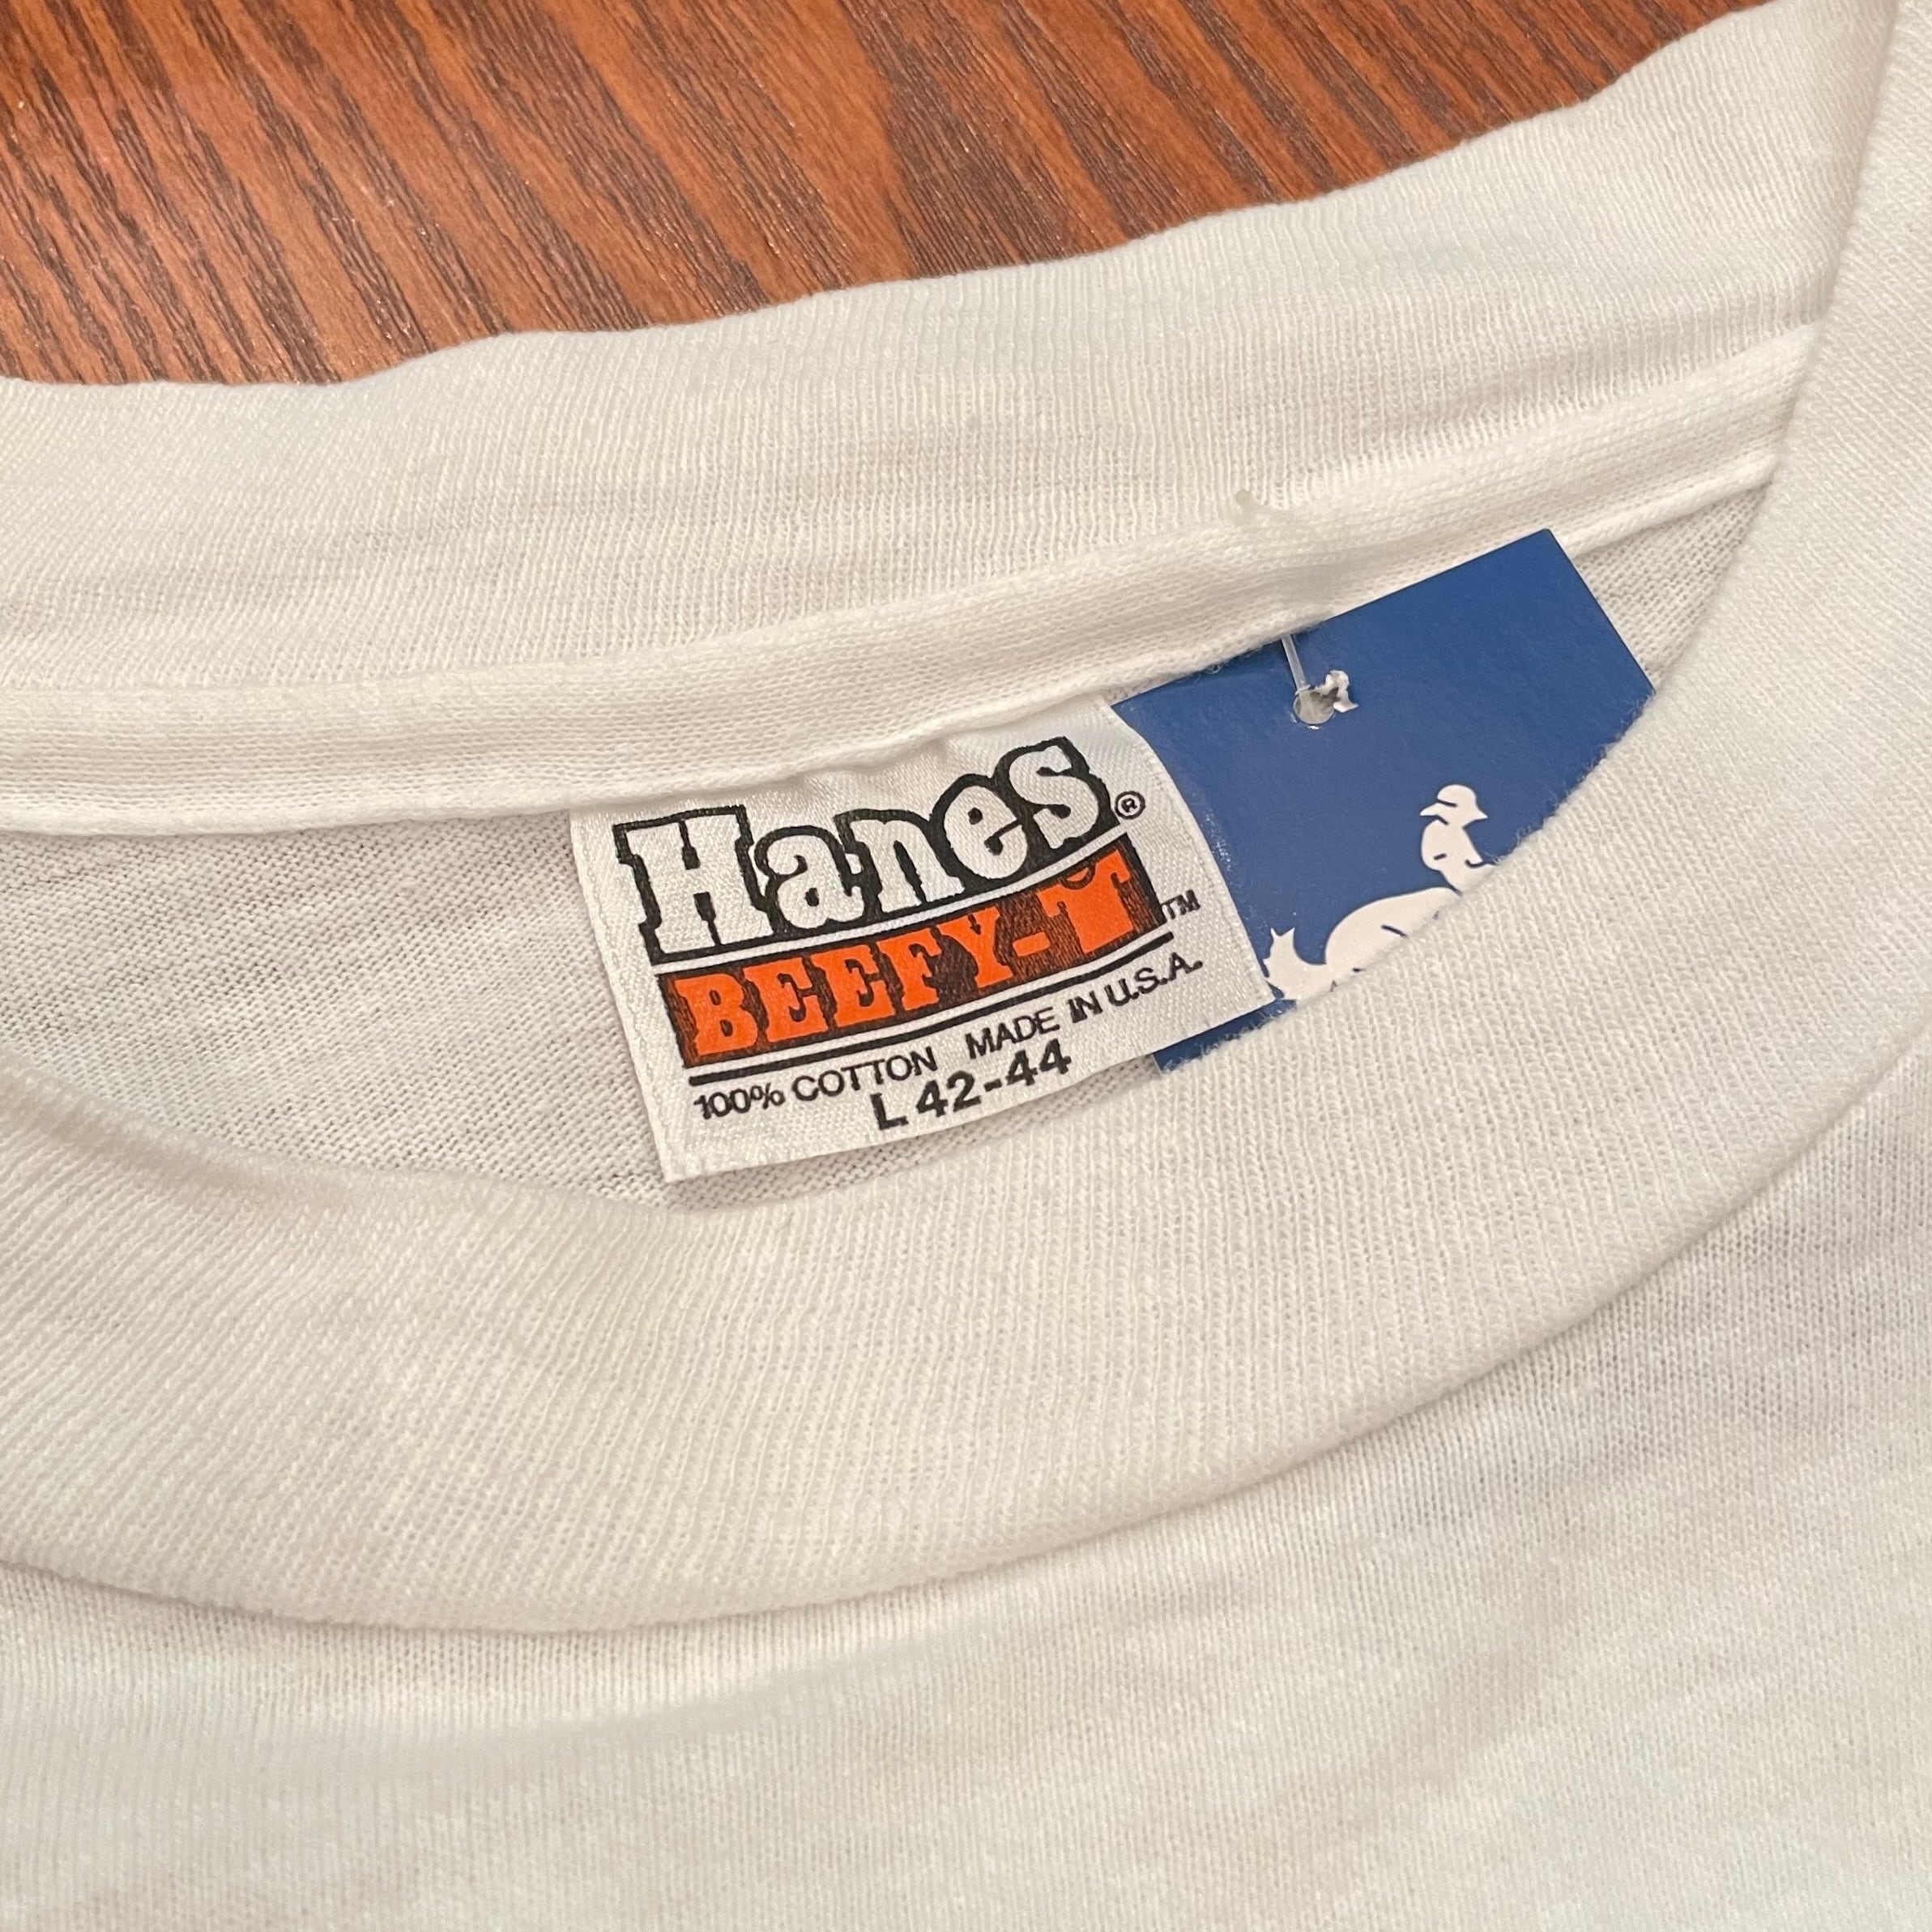 Hanes®
BEEFY-T™
100% COTTON MADE IN U.S.A.
L 42-44